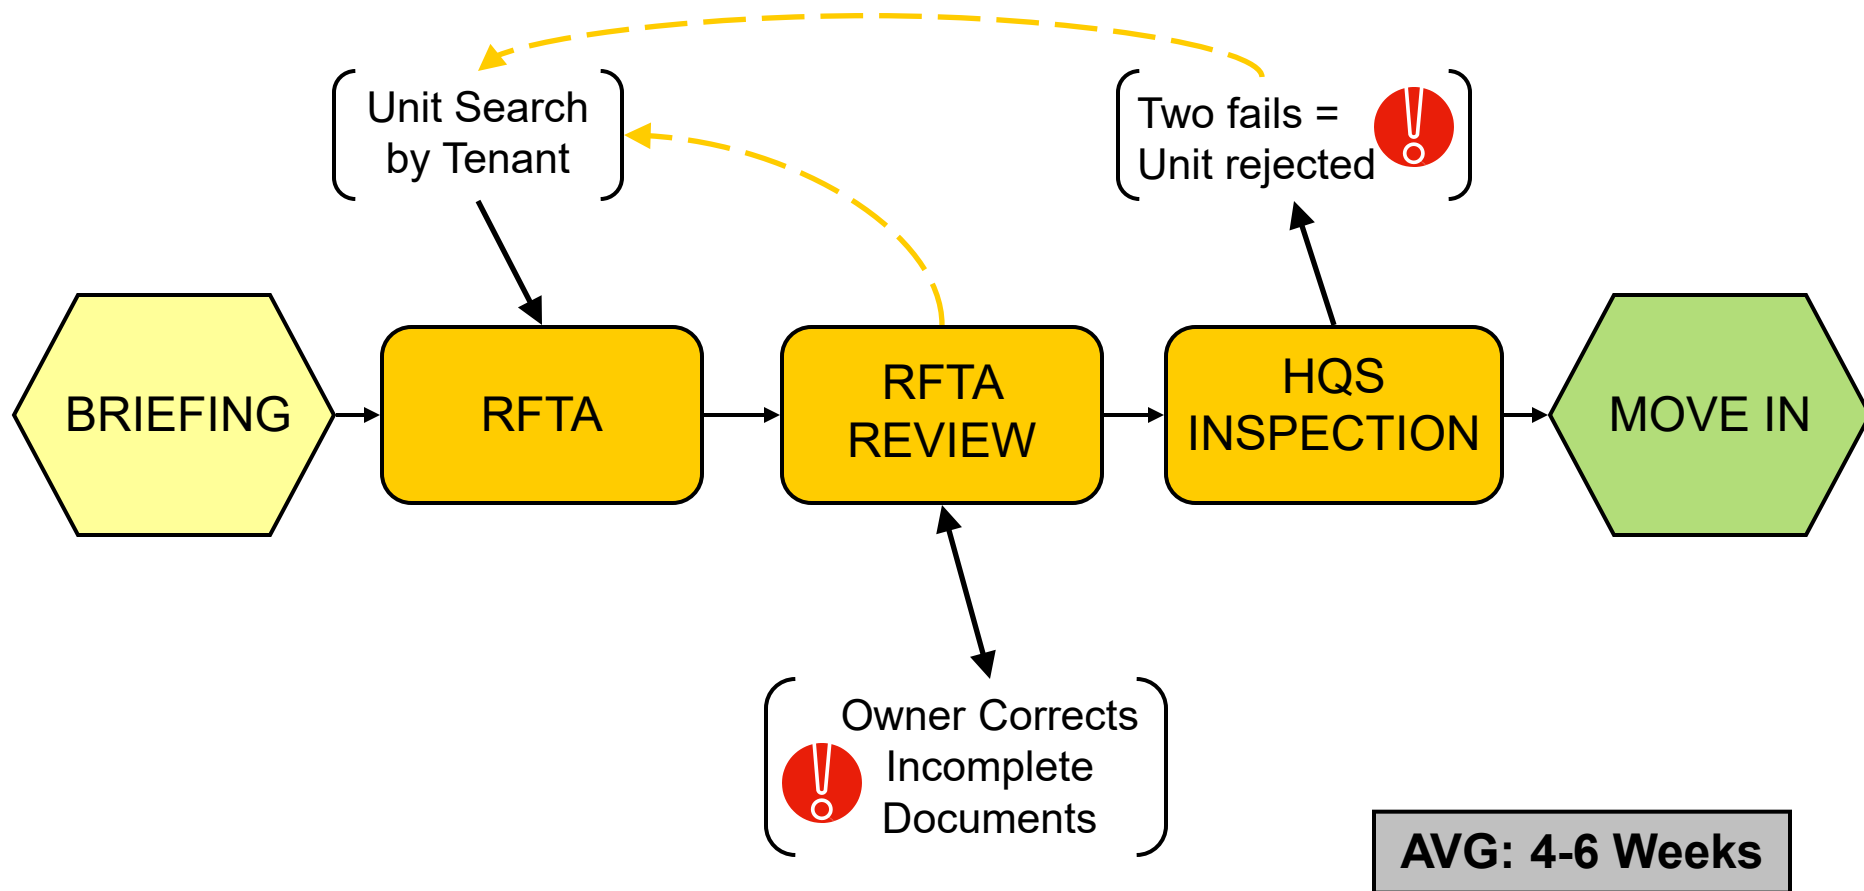 Unit Search
by Tenant
Two fails =
Unit rejected
BRIEFING
RFTA
RFTA
REVIEW
HQS
INSPECTION
MOVE IN
Owner Corrects
Incomplete
Documents
AVG: 4-6 Weeks